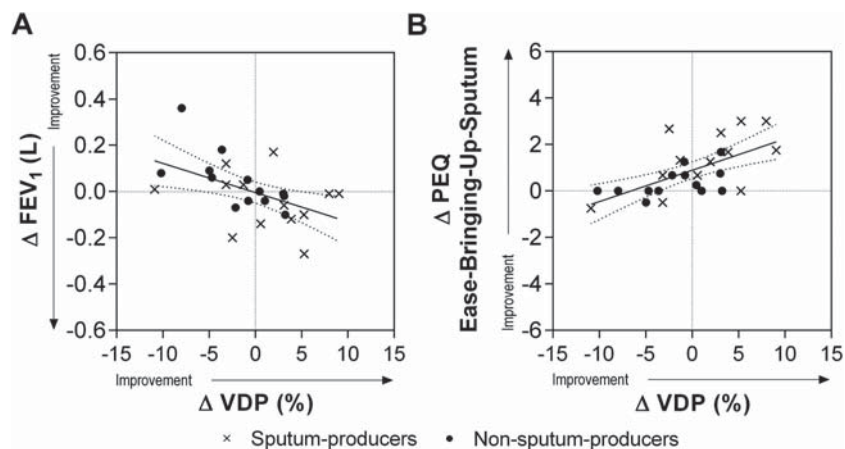 A
Δ FEV1 (L)
Improvement
0.6
0.4
0.2
0.0
-0.2
-0.4
-0.6
-15 -10 -5 0 5 10 15
Improvement
Δ VDP (%)
B
Δ PEQ
Ease-Bringing-Up-Sputum
Improvement
6
4
2
0
-2
-4
-6
-15 -10 -5 0 5 10 15
Improvement
Δ VDP (%)
× Sputum-producers • Non-sputum-producers